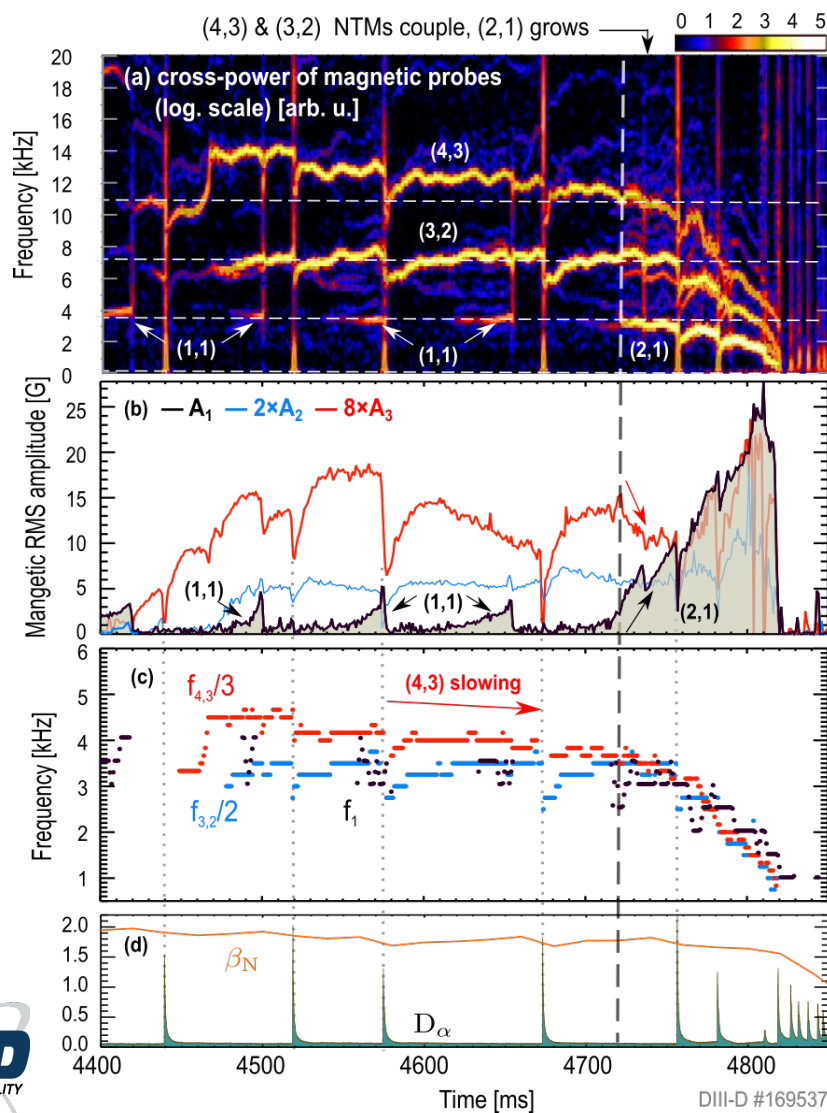 (4,3) & (3,2) NTMs couple, (2,1) grows
0 1 2 3 4 5
(a) cross-power of magnetic probes
(log. scale) [arb. u.]
Frequency [kHz]
20
16
14
12
10
8
6
4
2
0
(4,3)
(3,2)
(1,1)
(1,1)
(2,1)
Mangetic RMS amplitude [G]
25
20
15
10
5
0
(b) A1 2×A2 8×A3
(1,1)
(1,1)
(2,1)
Frequency [kHz]
6
5
4
3
2
1
(c)
f4,3/3
(4,3) slowing
f3,2/2
f1
2.0
1.5
1.0
0.5
0.0
(d)
βN
Dα
4400 4500 4600 4700 4800
Time [ms]
DIII-D #169537
D
LITY